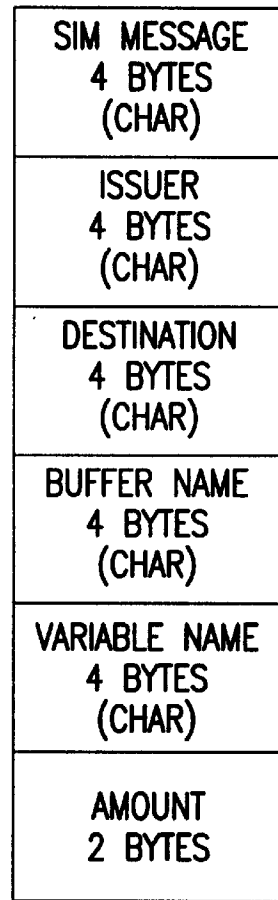 SIM MESSAGE
4 BYTES
(CHAR)
ISSUER
4 BYTES
(CHAR)
DESTINATION
4 BYTES
(CHAR)
BUFFER NAME
4 BYTES
(CHAR)
VARIABLE NAME
4 BYTES
(CHAR)
AMOUNT
2 BYTES